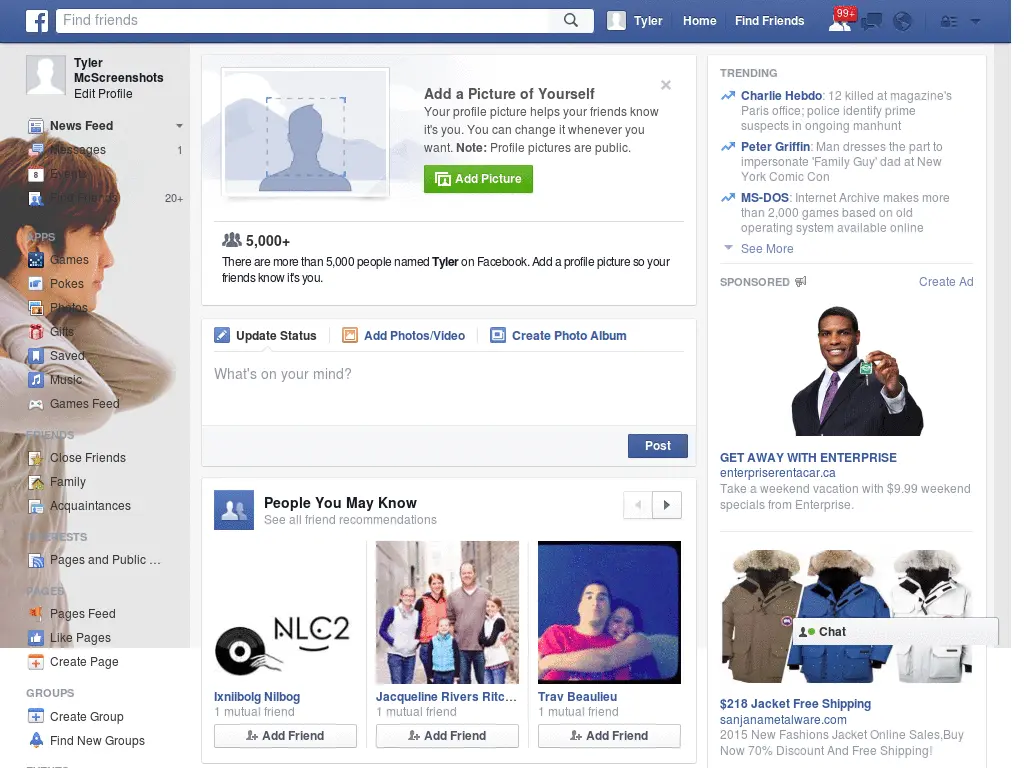 f
Find friends
Tyler
Home
Find Friends
99+
Tyler
McScreenshots
Edit Profile
News Feed
Messages
1
Events
8
Find Friends
20+
APPS
Games
Pokes
Photos
Gifts
Saved
Music
Games Feed
FRIENDS
Close Friends
Family
Acquaintances
INTERESTS
Pages and Public ...
PAGES
Pages Feed
Like Pages
Create Page
GROUPS
Create Group
Find New Groups
EVENTS
Add a Picture of Yourself
Your profile picture helps your friends know
it's you. You can change it whenever you
want. Note: Profile pictures are public.
Add Picture
5,000+
There are more than 5,000 people named Tyler on Facebook. Add a profile picture so your
friends know it's you.
Update Status
Add Photos/Video
Create Photo Album
What's on your mind?
Post
People You May Know
See all friend recommendations
NLC2
Ixniibolg Nilbog
1 mutual friend
Add Friend
Jacqueline Rivers Ritc...
1 mutual friend
Add Friend
Trav Beaulieu
1 mutual friend
Add Friend
TRENDING
Charlie Hebdo: 12 killed at magazine's
Paris office; police identify prime
suspects in ongoing manhunt
Peter Griffin: Man dresses the part to
impersonate 'Family Guy' dad at New
York Comic Con
MS-DOS: Internet Archive makes more
than 2,000 games based on old
operating system available online
See More
SPONSORED
Create Ad
GET AWAY WITH ENTERPRISE
enterpriserentacar.ca
Take a weekend vacation with $9.99 weekend
specials from Enterprise.
Chat
$218 Jacket Free Shipping
sanjanametalware.com
2015 New Fashions Jacket Online Sales,Buy
Now 70% Discount And Free Shipping!